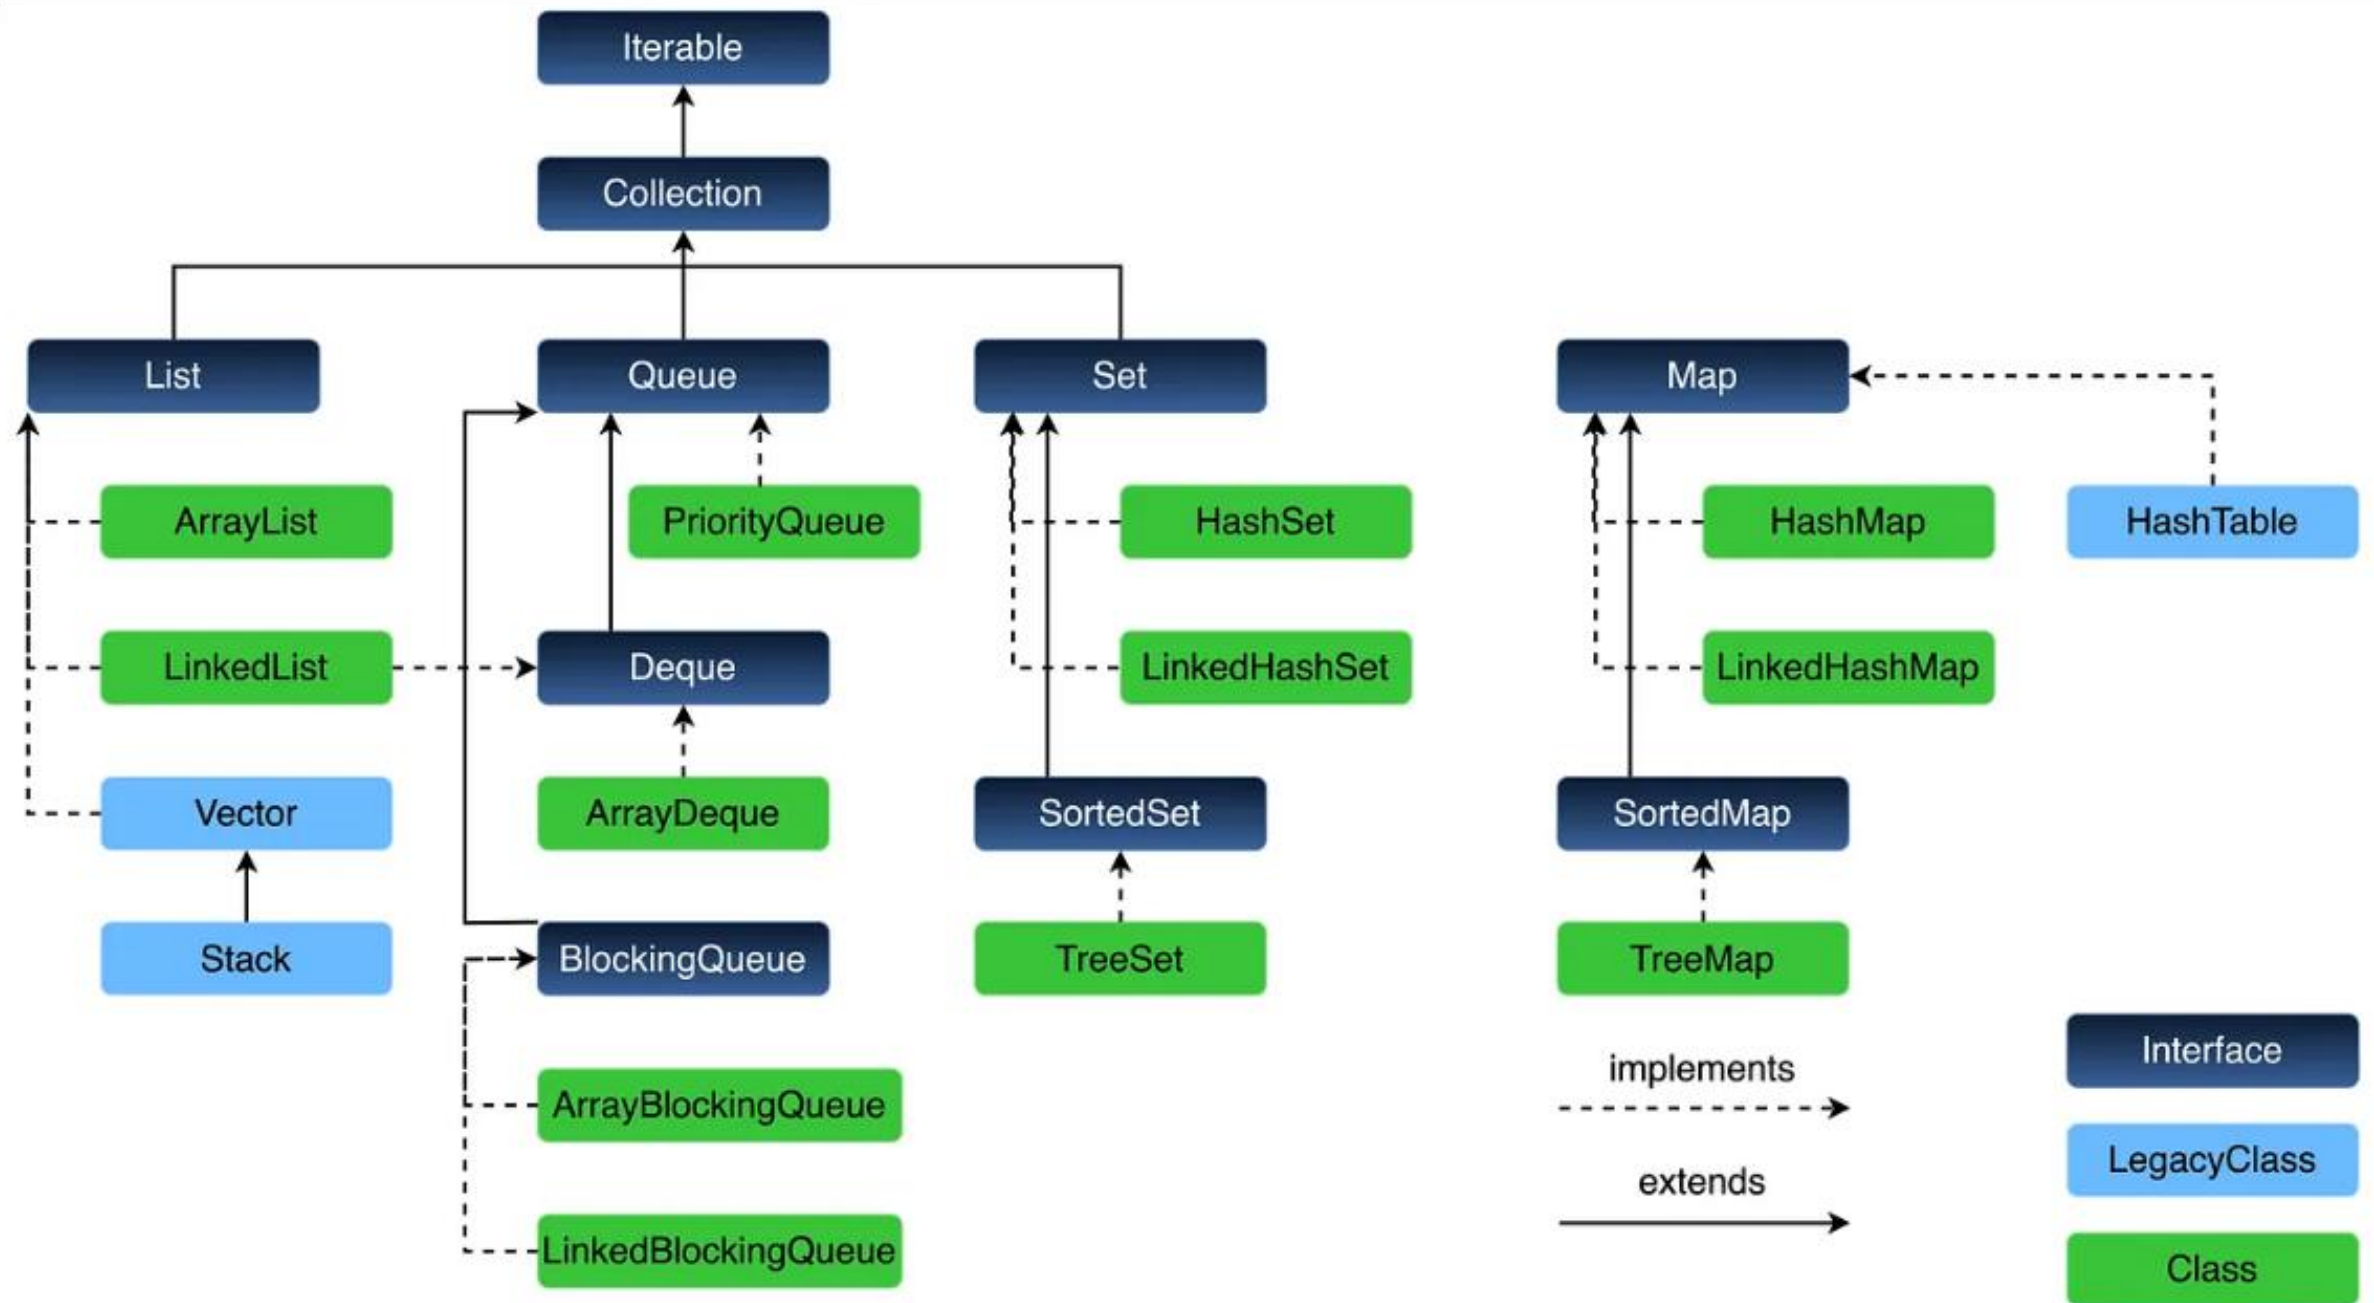 Iterable
Collection
List
Queue
Set
Map
ArrayList
PriorityQueue
HashSet
HashMap
HashTable
LinkedList
Deque
LinkedHashSet
LinkedHashMap
Vector
ArrayDeque
SortedSet
SortedMap
Stack
BlockingQueue
TreeSet
TreeMap
ArrayBlockingQueue
LinkedBlockingQueue
implements
extends
Interface
LegacyClass
Class